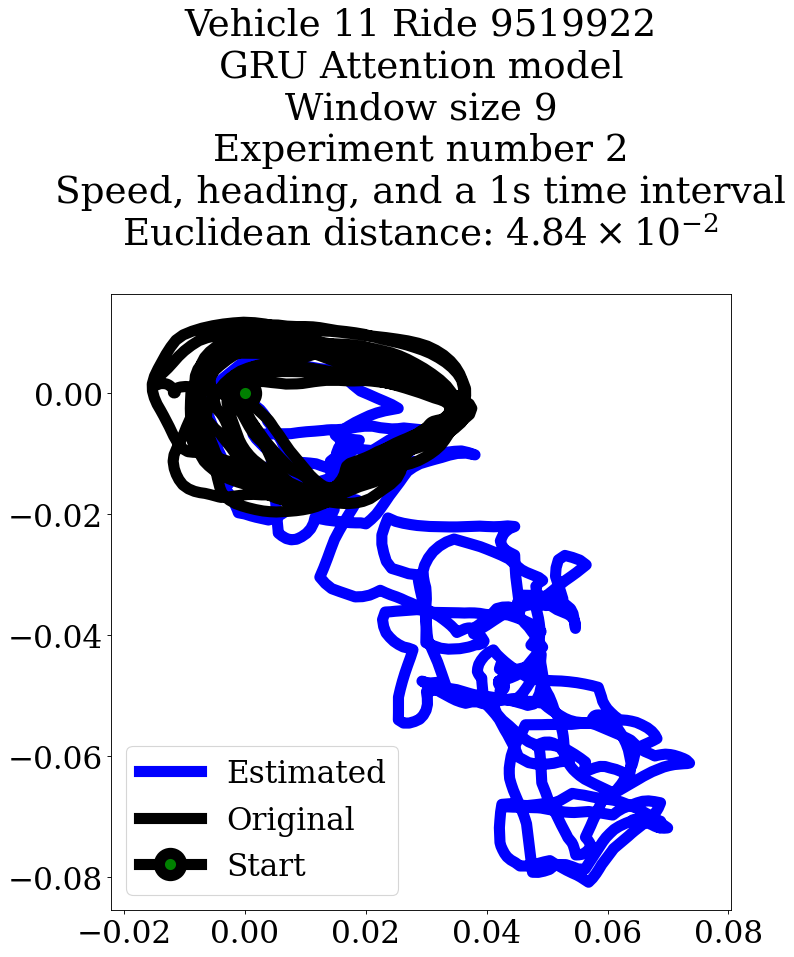 Vehicle 11 Ride 9519922
GRU Attention model
Window size 9
Experiment number 2
Speed, heading, and a 1s time interval
Euclidean distance: 4.84 × 10⁻²
0.00
−0.02
−0.04
−0.06
−0.08
Estimated
Original
Start
−0.02 0.00 0.02 0.04 0.06 0.08